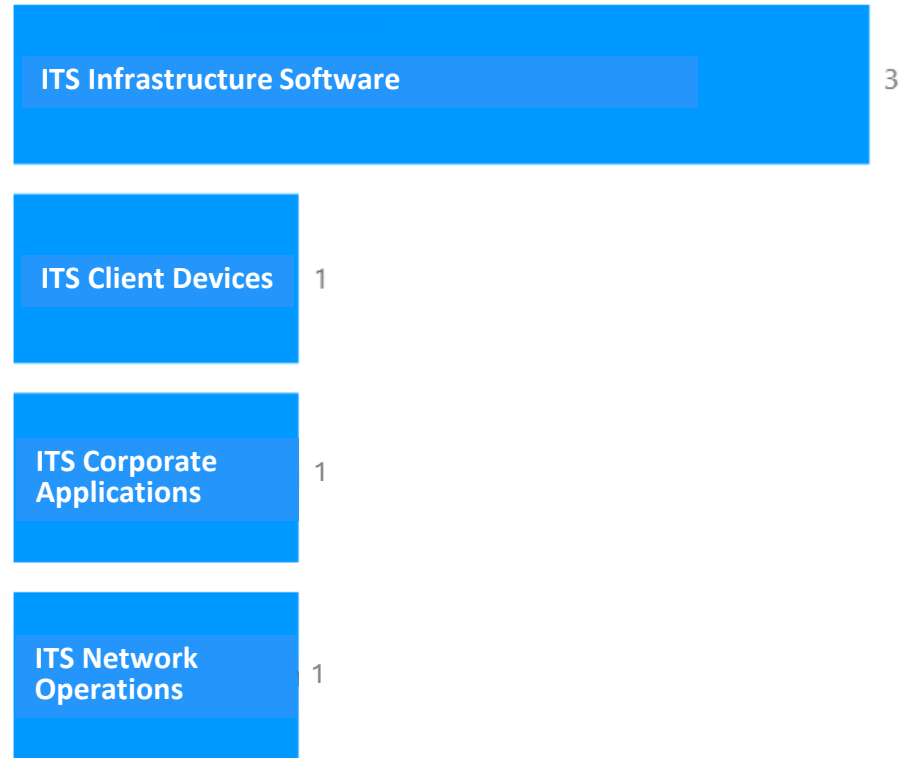 ITS Infrastructure Software
3
ITS Client Devices
1
ITS Corporate
Applications
1
ITS Network
Operations
1